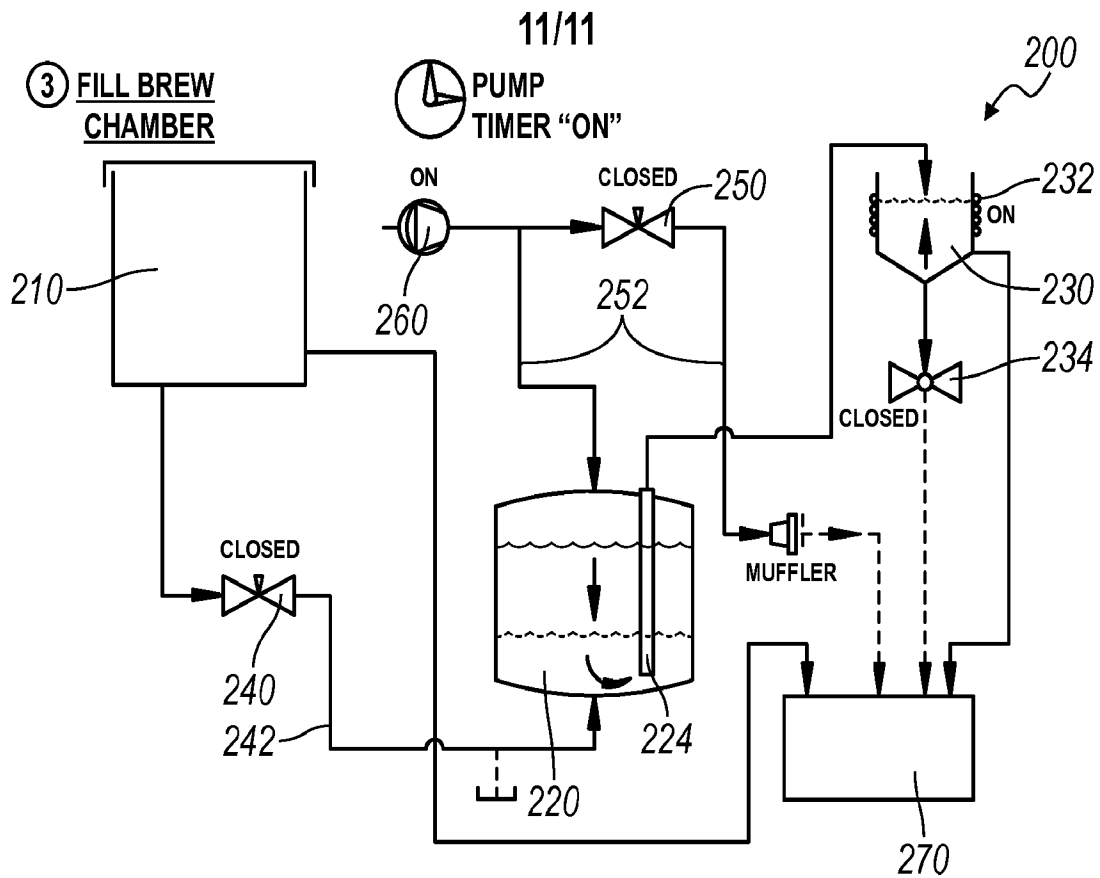 11/11
200
3 FILL BREW
CHAMBER
PUMP
TIMER “ON”
ON
CLOSED
250
232
ON
210
260
252
230
234
CLOSED
CLOSED
MUFFLER
240
242
220
224
270